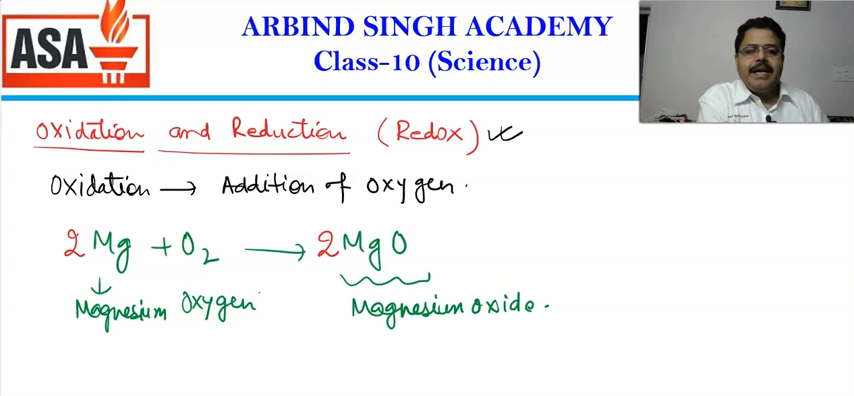 ASA
ARBIND SINGH ACADEMY
Class-10 (Science)
Oxidation and Reduction (Redox)
Oxidation → Addition of Oxygen.
2Mg + O₂ → 2MgO
Magnesium Oxygen Magnesium oxide.